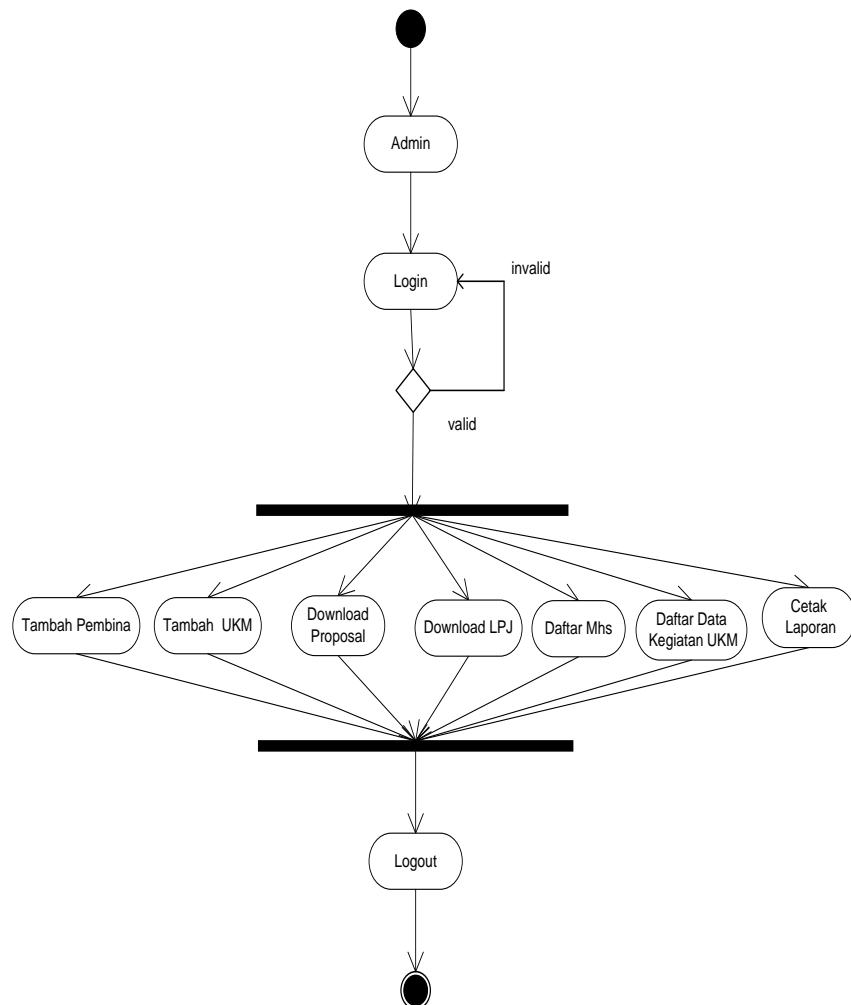 Admin
Login
invalid
valid
Tambah Pembina
Tambah UKM
Download
Proposal
Download LPJ
Daftar Mhs
Daftar Data
Kegiatan UKM
Cetak
Laporan
Logout